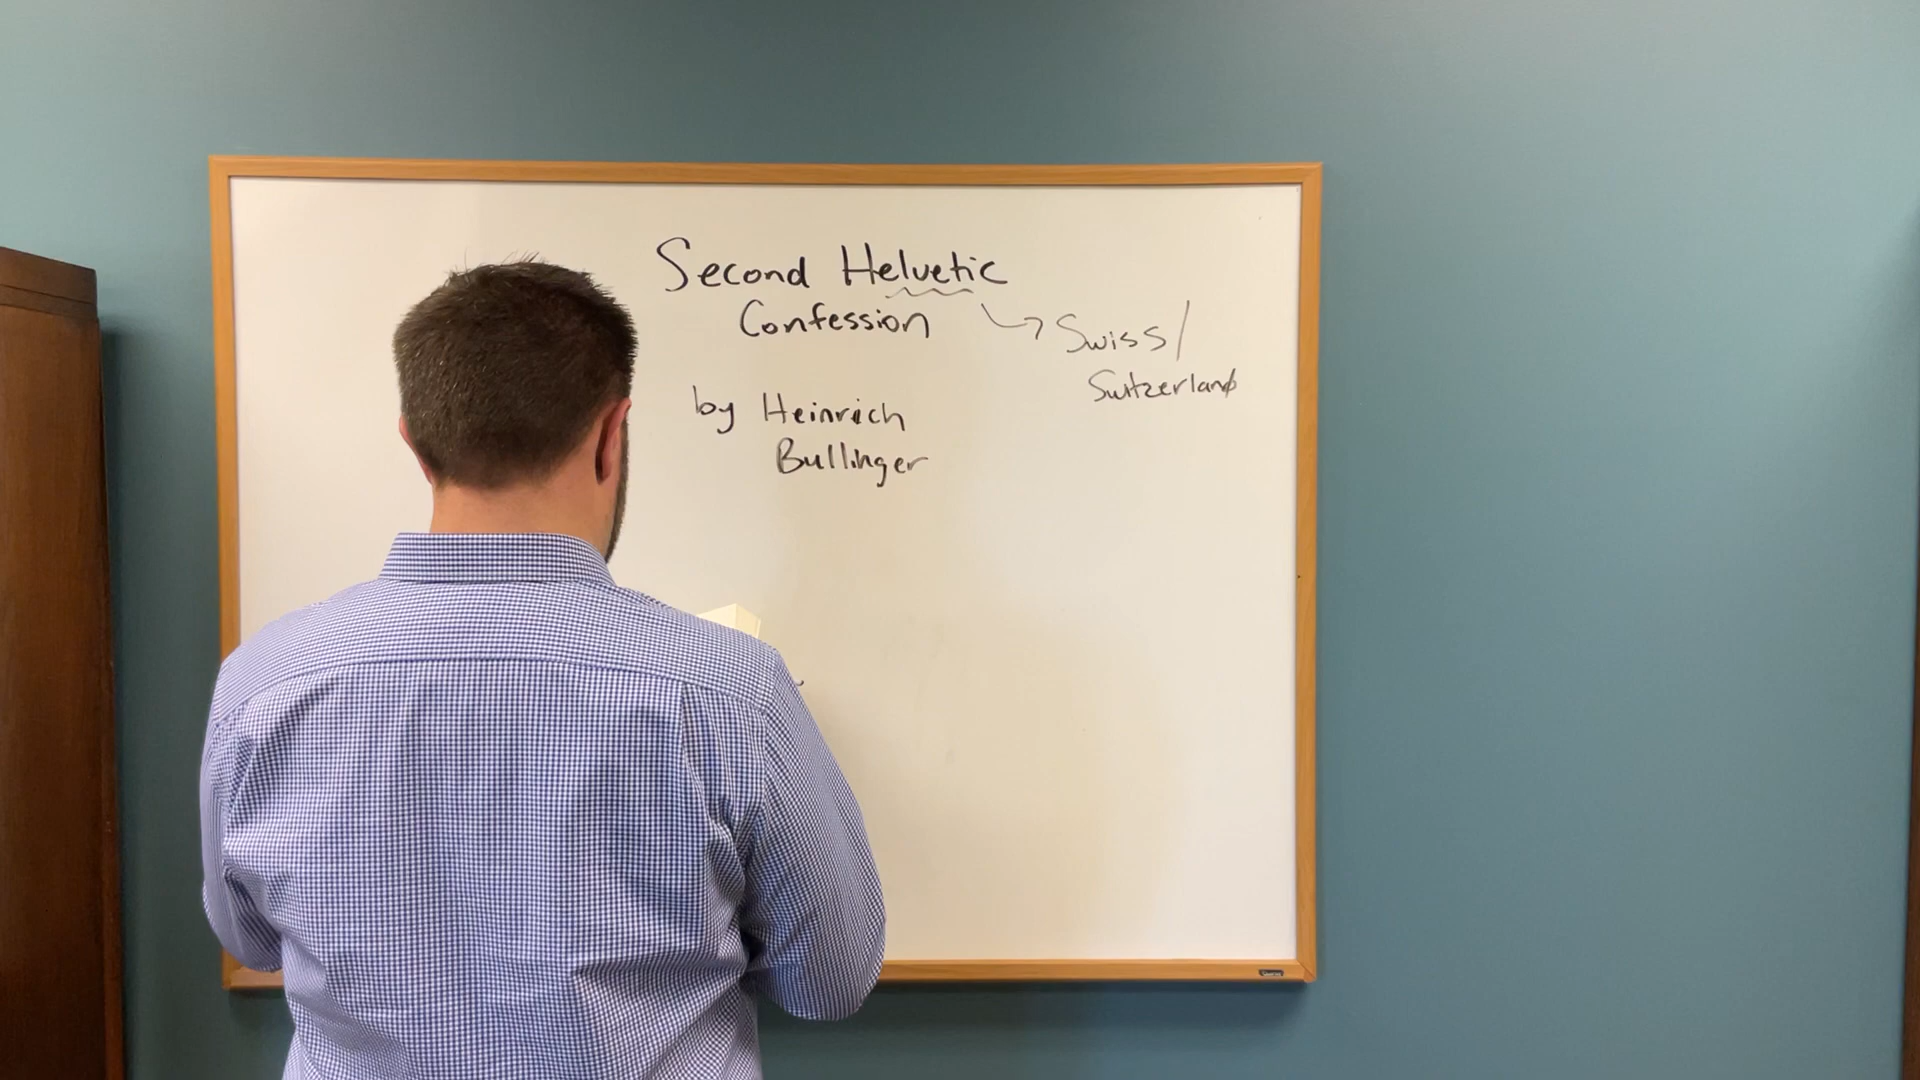 Second Helvetic
Confession
Swiss/
Switzerland
by Heinrich
Bullinger